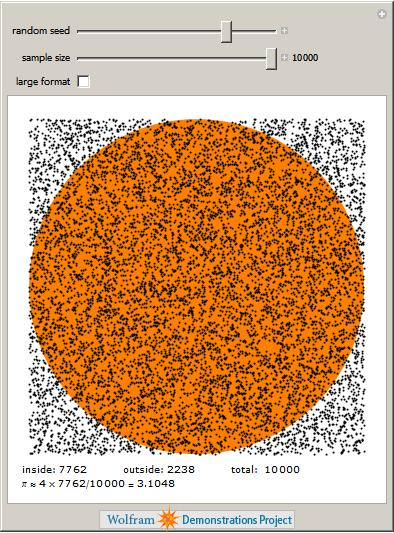 random seed
sample size 10000
large format
inside: 7762 outside: 2238 total: 10000
π ≈ 4 × 7762/10000 = 3.1048
Wolfram Demonstrations Project